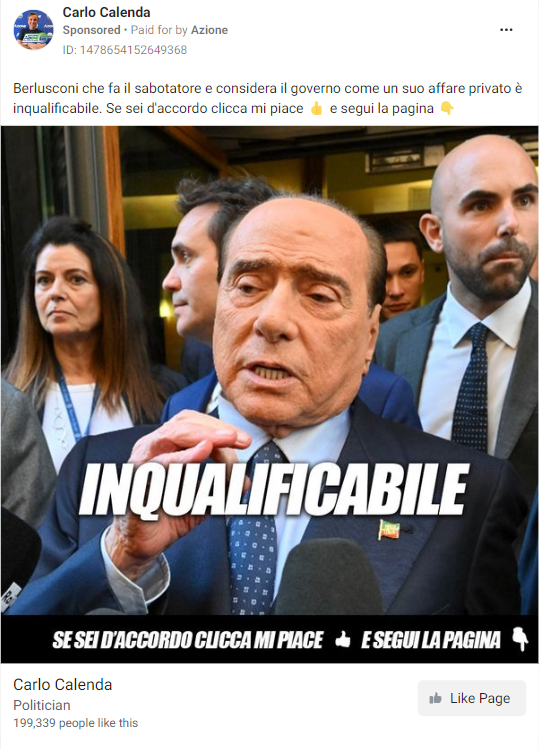 Carlo Calenda
Sponsored • Paid for by Azione
ID: 1478654152649368
Berlusconi che fa il sabotatore e considera il governo come un suo affare privato è
inqualificabile. Se sei d'accordo clicca mi piace 👍 e segui la pagina 👇
INQUALIFICABILE
SE SEI D'ACCORDO CLICCA MI PIACE 👍 E SEGUI LA PAGINA 👇
Carlo Calenda
Politician
199,339 people like this
Like Page